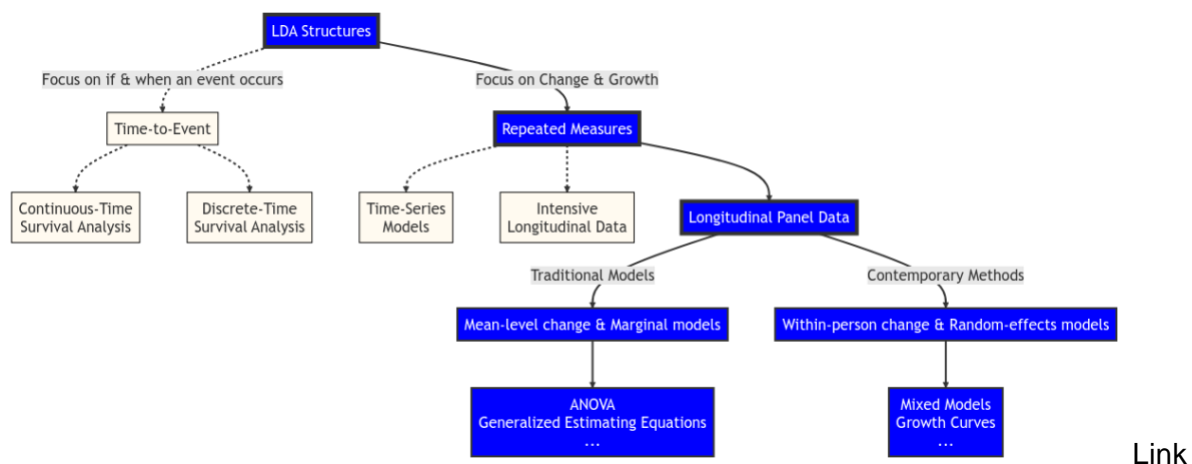 LDA Structures
Focus on if & when an event occurs
Focus on Change & Growth
Time-to-Event
Repeated Measures
Continuous-Time
Survival Analysis
Discrete-Time
Survival Analysis
Time-Series
Models
Intensive
Longitudinal Data
Longitudinal Panel Data
Traditional Models
Contemporary Methods
Mean-level change & Marginal models
Within-person change & Random-effects models
ANOVA
Generalized Estimating Equations
...
Mixed Models
Growth Curves
...
Link